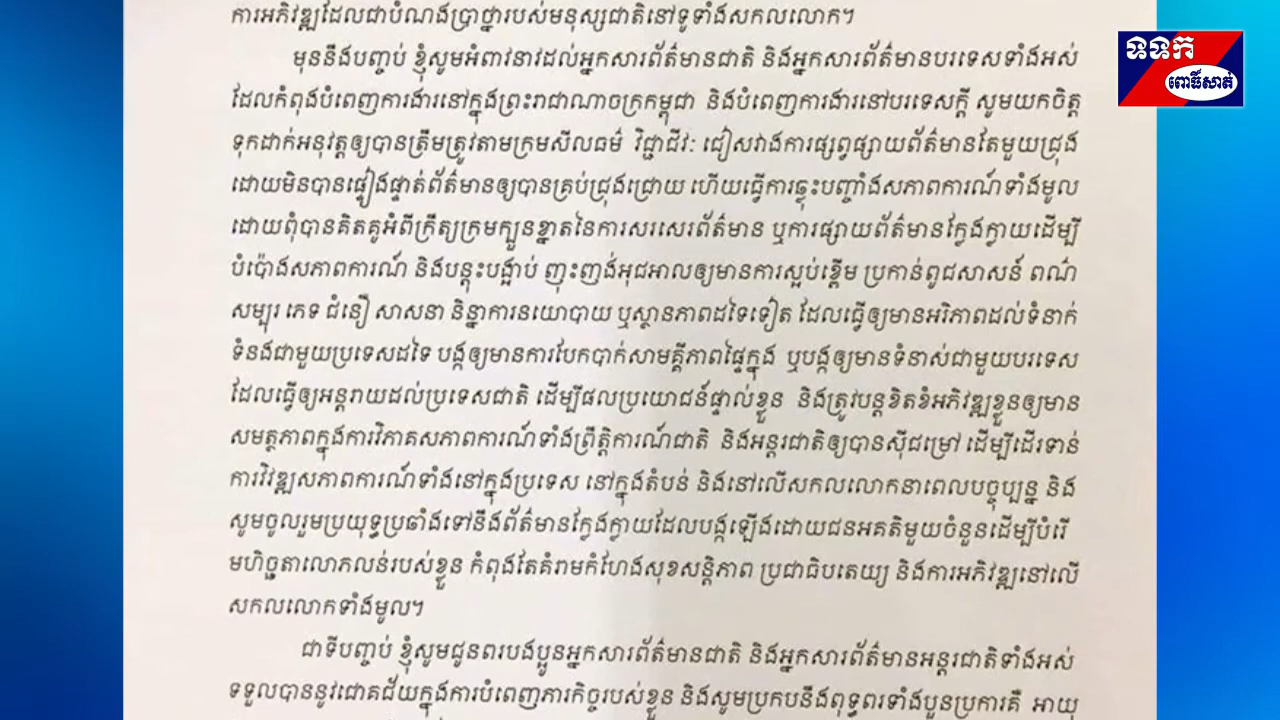 ការអភិវឌ្ឍដែលជាបំណងប្រាថ្នារបស់មនុស្សជាតិនៅទូទាំងសកលលោក។
មុននឹងបញ្ចប់ ខ្ញុំសូមអំពាវនាវដល់អ្នកសារព័ត៌មានជាតិ និងអ្នកសារព័ត៌មានបរទេសទាំងអស់
ដែលកំពុងបំពេញការងារនៅក្នុងព្រះរាជាណាចក្រកម្ពុជា និងបំពេញការងារនៅបរទេសក្តី សូមយកចិត្ត
ទុកដាក់អនុវត្តឲ្យបានត្រឹមត្រូវតាមក្រមសីលធម៌ វិជ្ជាជីវៈ ជៀសវាងការផ្សព្វផ្សាយព័ត៌មានតែមួយជ្រុង
ដោយមិនបានផ្ទៀងផ្ទាត់ព័ត៌មានឲ្យបានគ្រប់ជ្រុងជ្រោយ ហើយធ្វើការឆ្លុះបញ្ចាំងសភាពការណ៍ទាំងមូល
ដោយពុំបានគិតគូរអំពីក្រឹត្យក្រមក្បួនខ្នាតនៃការសរសេរព័ត៌មាន ឬការផ្សាយព័ត៌មានក្លែងក្លាយដើម្បី
បំប៉ោងសភាពការណ៍ និងបន្តុះបង្អាប់ ញុះញង់អុជអាលឲ្យមានការស្អប់ខ្ពើម ប្រកាន់ពូជសាសន៍ ពណ៌
សម្បុរ ភេទ ជំនឿ សាសនា និន្នាការនយោបាយ ឬស្ថានភាពដទៃទៀត ដែលធ្វើឲ្យមានអរិភាពដល់ទំនាក់
ទំនងជាមួយប្រទេសដទៃ បង្កឲ្យមានការបែកបាក់សាមគ្គីភាពផ្ទៃក្នុង ឬបង្កឲ្យមានទំនាស់ជាមួយបរទេស
ដែលធ្វើឲ្យអន្តរាយដល់ប្រទេសជាតិ ដើម្បីផលប្រយោជន៍ផ្ទាល់ខ្លួន និងត្រូវបន្តខិតខំអភិវឌ្ឍខ្លួនឲ្យមាន
សមត្ថភាពក្នុងការវិភាគសភាពការណ៍ទាំងព្រឹត្តិការណ៍ជាតិ និងអន្តរជាតិឲ្យបានស៊ីជម្រៅ ដើម្បីដើរទាន់
ការវិវឌ្ឍសភាពការណ៍ទាំងនៅក្នុងប្រទេស នៅក្នុងតំបន់ និងនៅលើសកលលោកនាពេលបច្ចុប្បន្ន និង
សូមចូលរួមប្រយុទ្ធប្រឆាំងទៅនឹងព័ត៌មានក្លែងក្លាយដែលបង្កឡើងដោយជនអគតិមួយចំនួនដើម្បីបំរើ
មហិច្ឆតាលោភលន់របស់ខ្លួន កំពុងតែគំរាមកំហែងសុខសន្តិភាព ប្រជាធិបតេយ្យ និងការអភិវឌ្ឍនៅលើ
សកលលោកទាំងមូល។
ជាទីបញ្ចប់ ខ្ញុំសូមជូនពរបងប្អូនអ្នកសារព័ត៌មានជាតិ និងអ្នកសារព័ត៌មានអន្តរជាតិទាំងអស់
ទទួលបាននូវជោគជ័យក្នុងការបំពេញភារកិច្ចរបស់ខ្លួន និងសូមប្រកបនឹងពុទ្ធពរទាំងបួនប្រការគឺ អាយុ
ទទក
ពោធិ៍សាត់